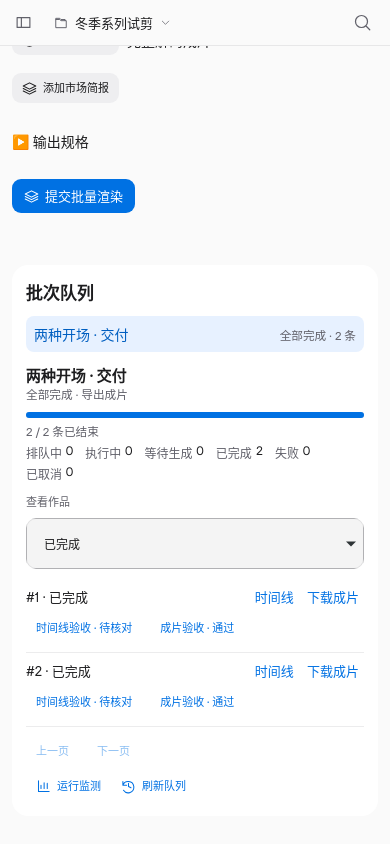 冬季系列试剪
添加市场简报
输出规格
提交批量渲染
批次队列
两种开场 · 交付
全部完成 · 2 条
两种开场 · 交付
全部完成 · 导出成片
2 / 2 条已结束
排队中 0 执行中 0 等待生成 0 已完成 2 失败 0
已取消 0
查看作品
已完成
#1 · 已完成 时间线 下载成片
时间线验收 · 待核对 成片验收 · 通过
#2 · 已完成 时间线 下载成片
时间线验收 · 待核对 成片验收 · 通过
上一页 下一页
运行监测 刷新队列